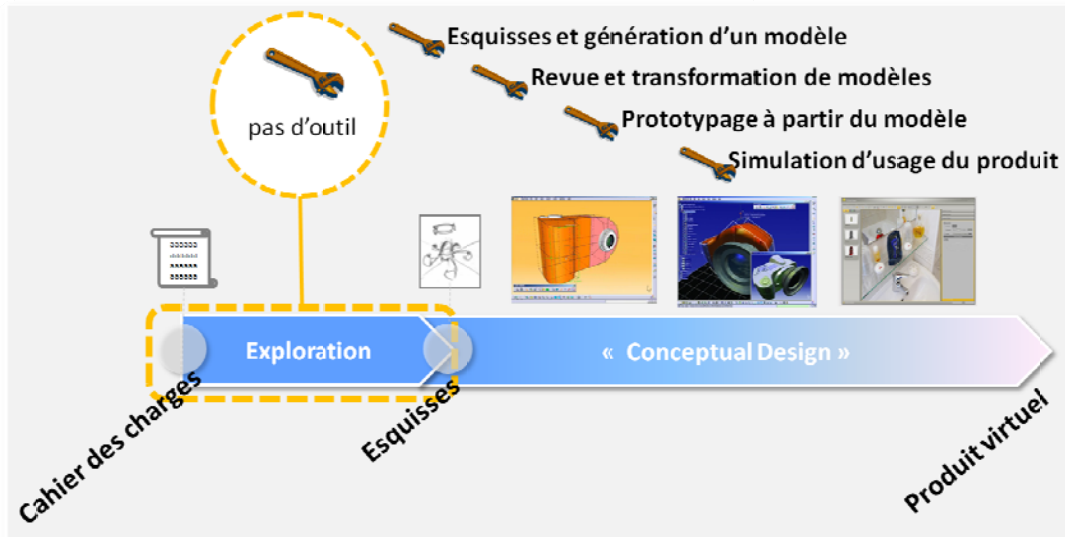 Esquisses et génération d'un modèle
Revue et transformation de modèles
pas d'outil
Prototypage à partir du modèle
Simulation d'usage du produit
Exploration
« Conceptual Design »
Cahier des charges
Esquisses
Produit virtuel